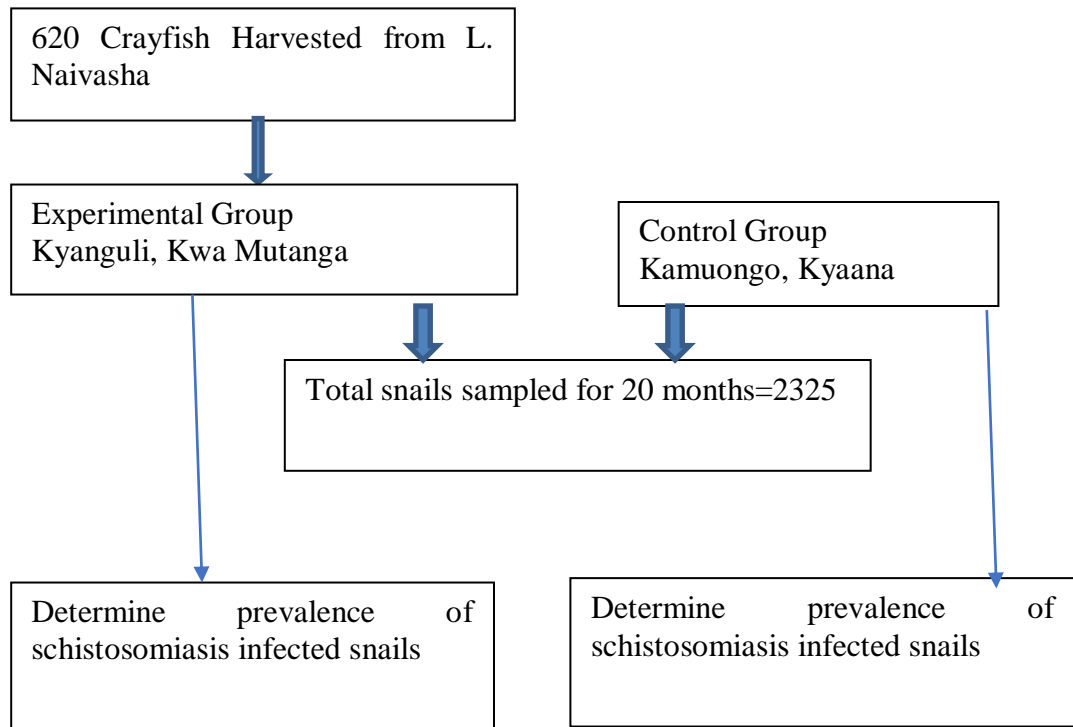 620 Crayfish Harvested from L.
Naivasha
Experimental Group
Kyanguli, Kwa Mutanga
Control Group
Kamuongo, Kyaana
Total snails sampled for 20 months=2325
Determine prevalence of
schistosomiasis infected snails
Determine prevalence of
schistosomiasis infected snails